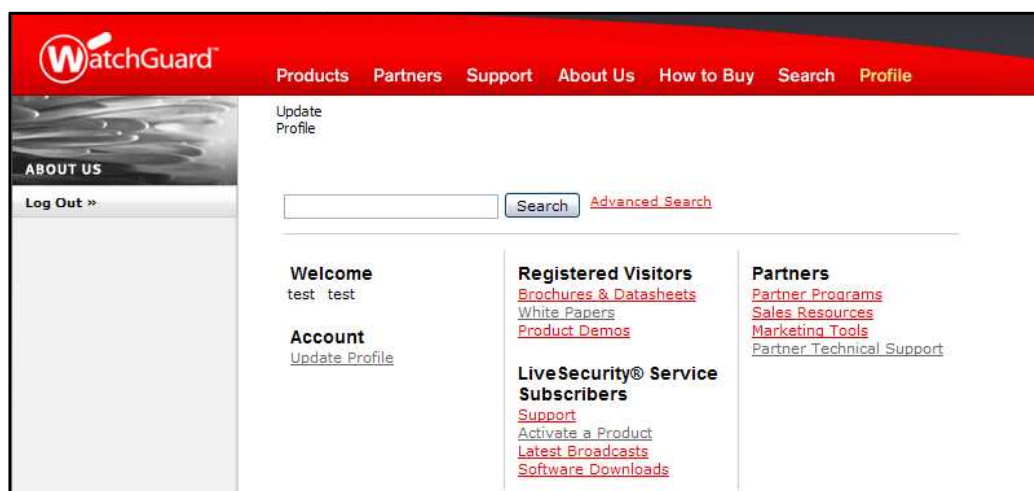 WatchGuard™
Products Partners Support About Us How to Buy Search Profile
ABOUT US
Log Out »
Update
Profile
Search Advanced Search
Welcome
test test
Account
Update Profile
Registered Visitors
Brochures & Datasheets
White Papers
Product Demos
LiveSecurity® Service
Subscribers
Support
Activate a Product
Latest Broadcasts
Software Downloads
Partners
Partner Programs
Sales Resources
Marketing Tools
Partner Technical Support